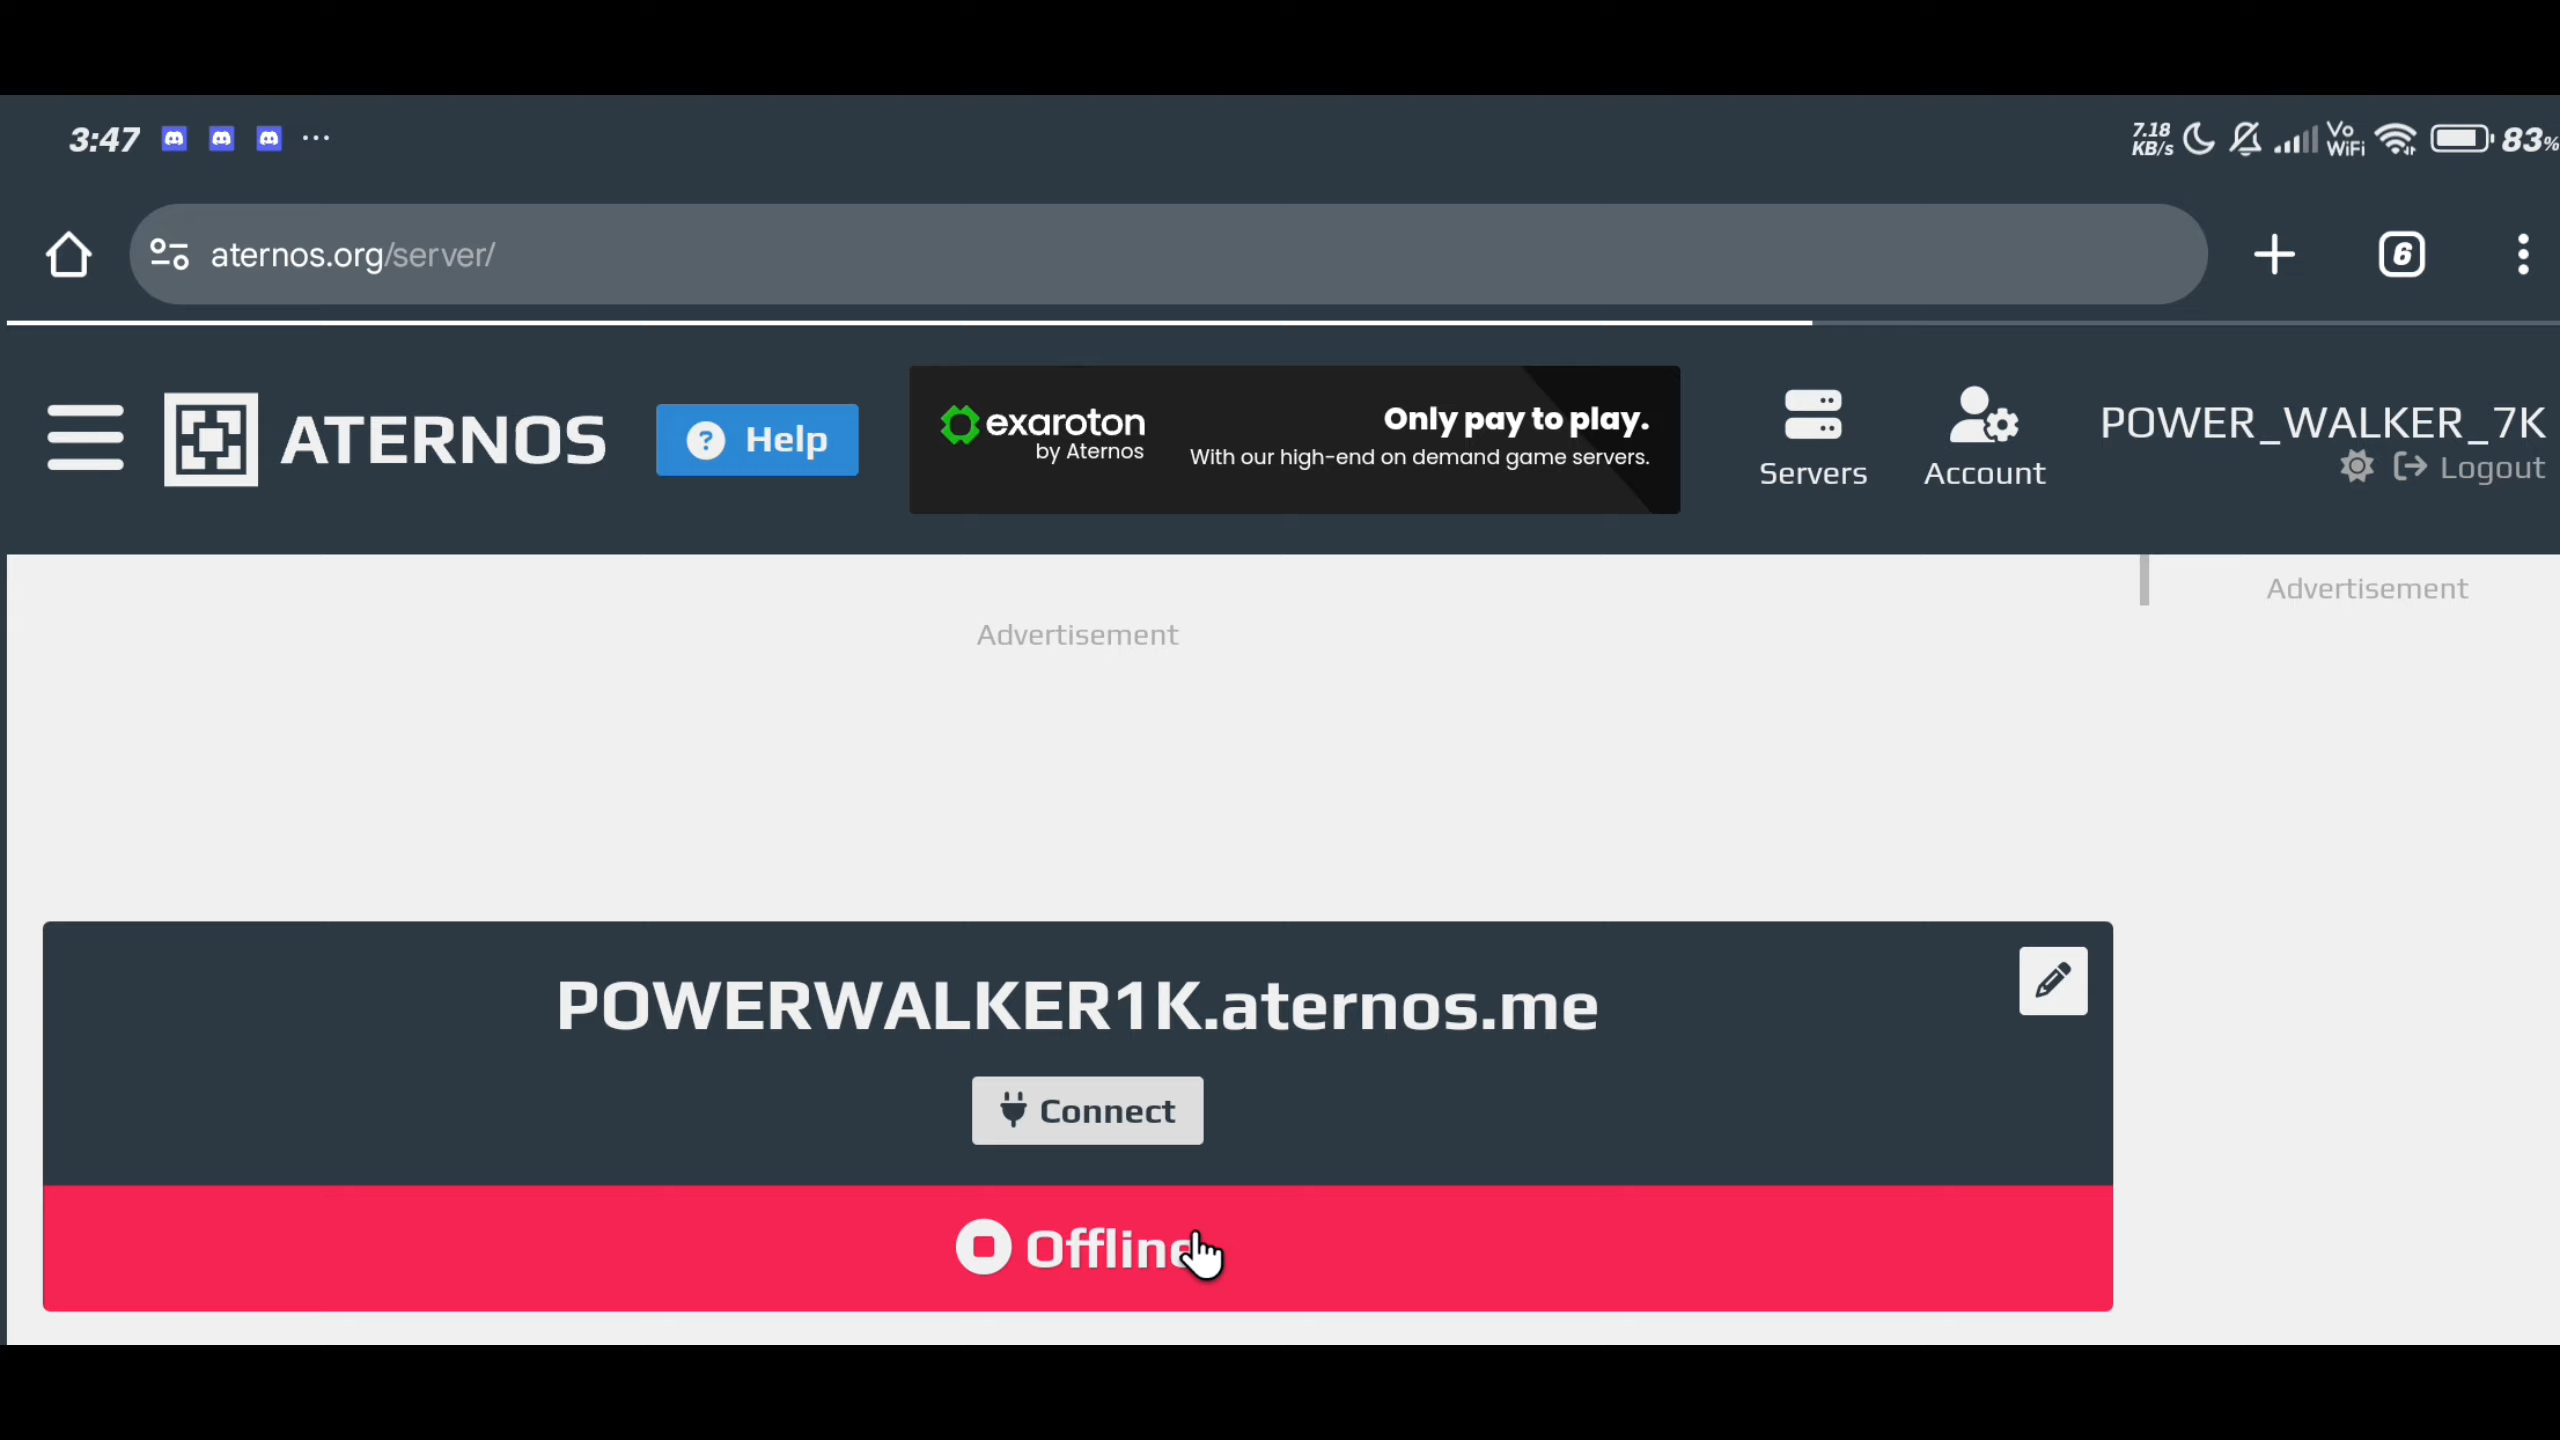 3:47 ...
7.18 KB/s Vo WiFi 83%
aternos.org/server/
6
ATERNOS
? Help
exaroton
by Aternos
Only pay to play.
With our high-end on demand game servers.
Servers
Account
POWER_WALKER_7K
Logout
Advertisement
Advertisement
POWERWALKER1K.aternos.me
Connect
Offline